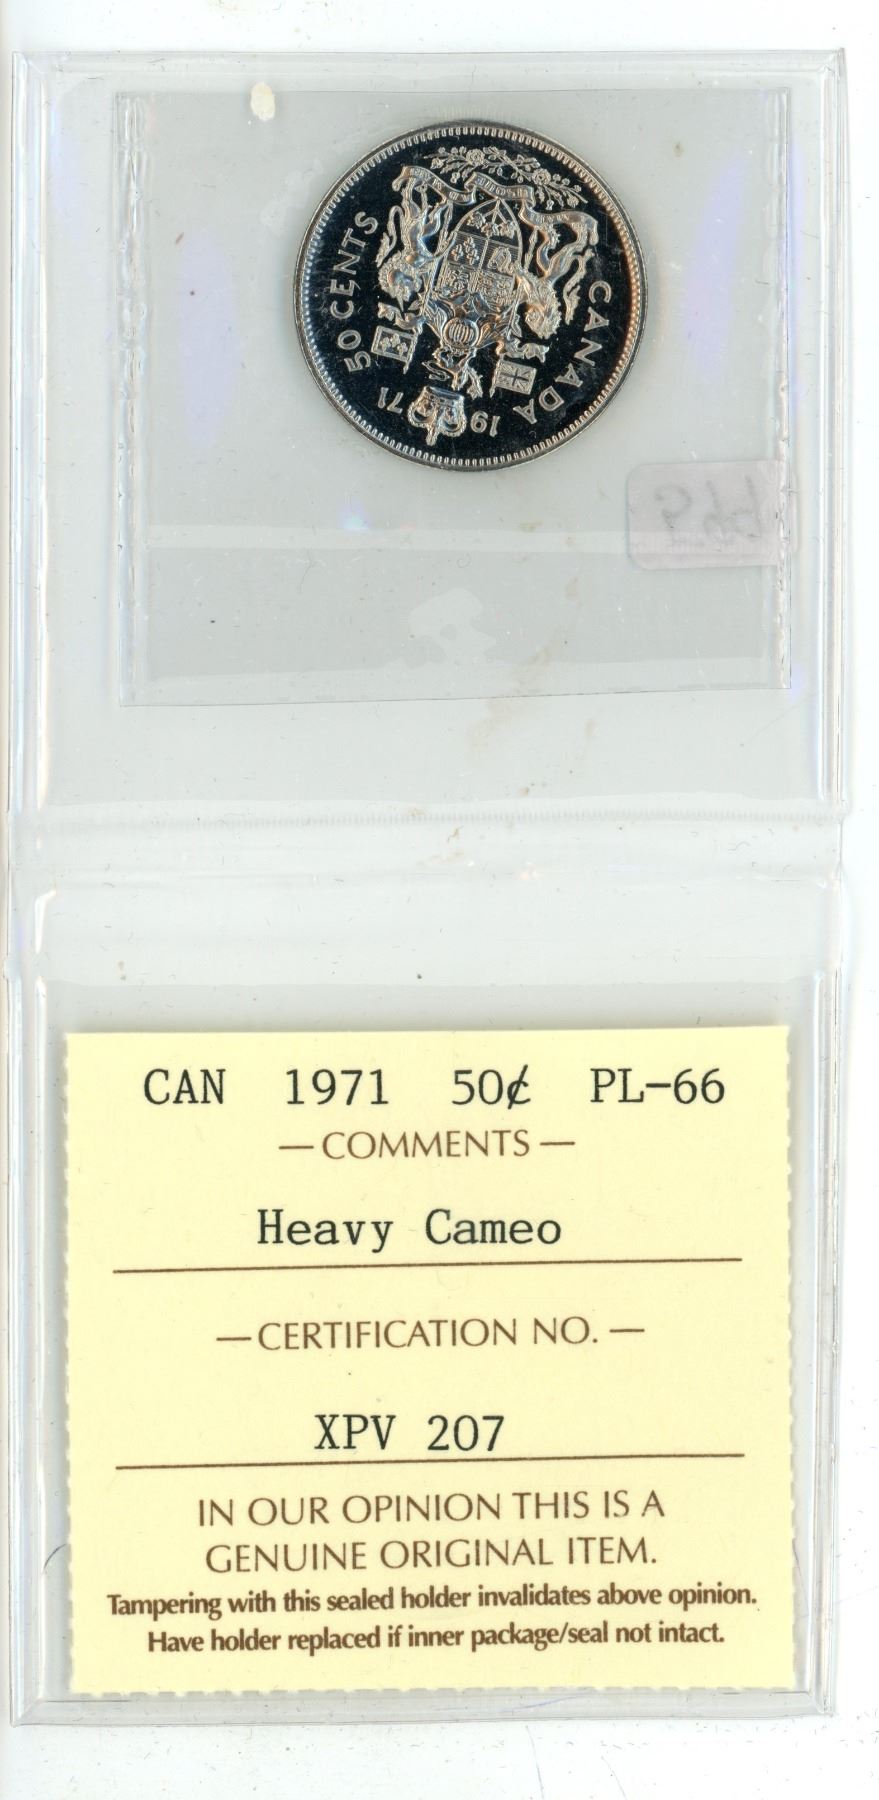 50 CENTS
CANADA
1971
CAN 1971 50¢ PL-66
— COMMENTS —
Heavy Cameo
— CERTIFICATION NO. —
XPV 207
IN OUR OPINION THIS IS A
GENUINE ORIGINAL ITEM.
Tampering with this sealed holder invalidates above opinion.
Have holder replaced if inner package/seal not intact.